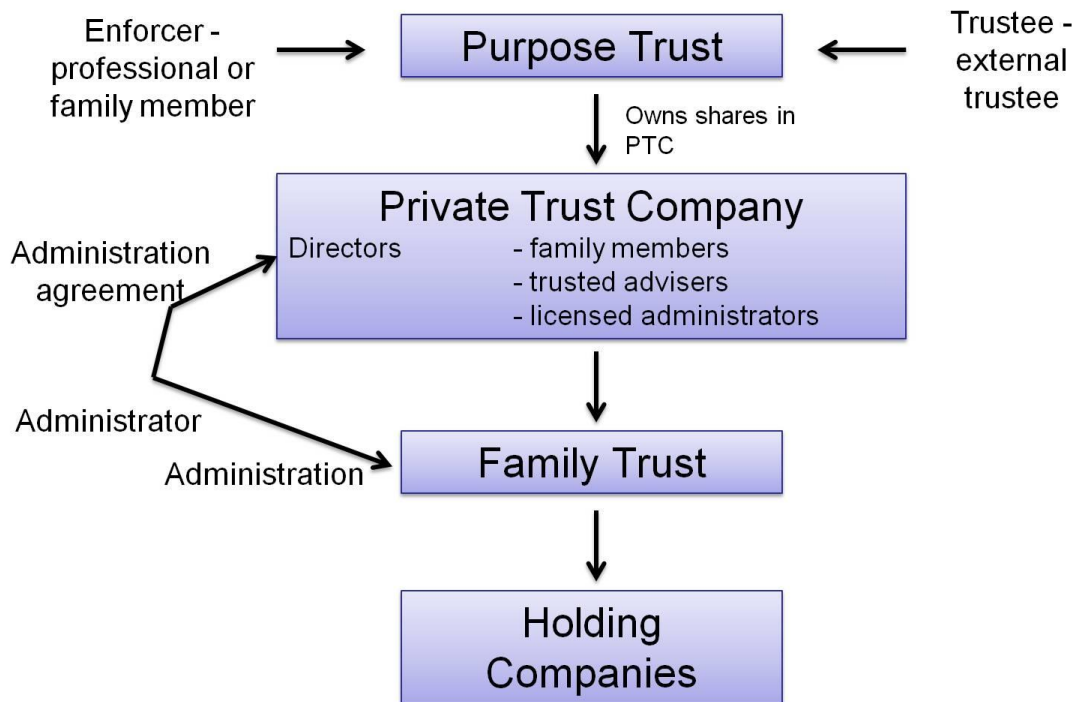 Enforcer -
professional or
family member
Purpose Trust
Trustee -
external
trustee
Owns shares in
PTC
Private Trust Company
Directors - family members
- trusted advisers
- licensed administrators
Administration
agreement
Administrator
Administration
Family Trust
Holding
Companies